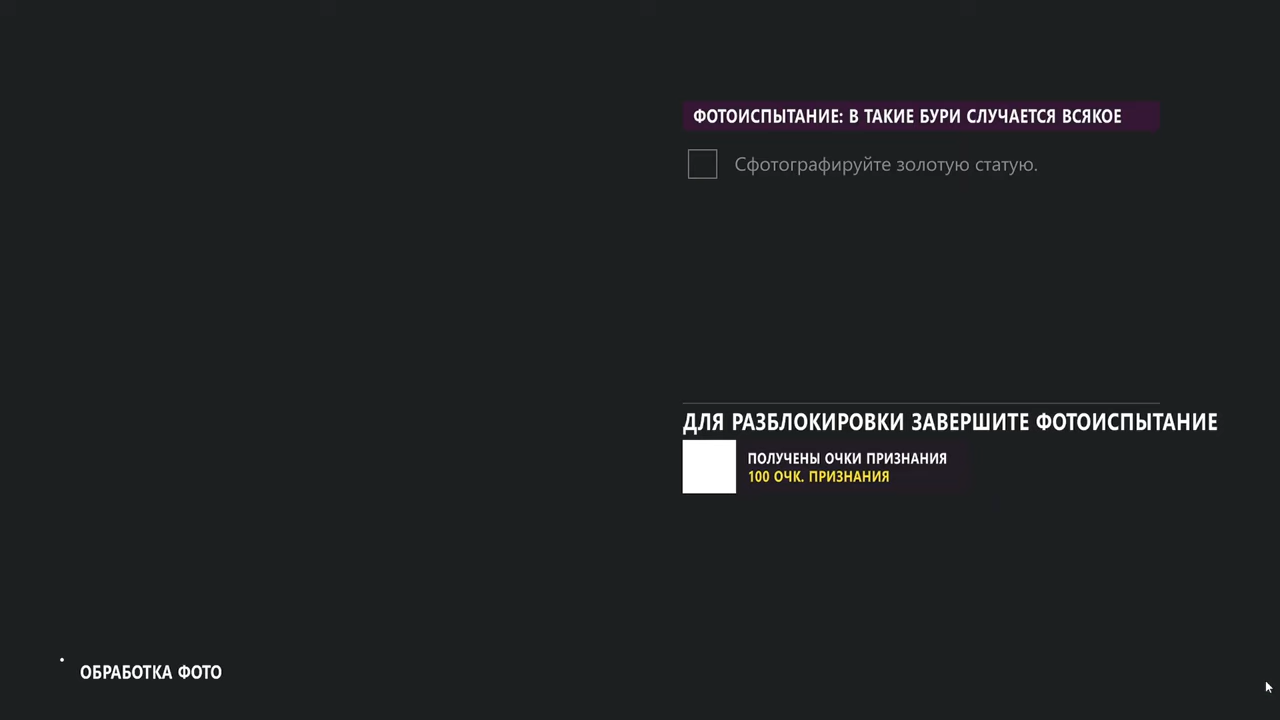 ФОТОИСПЫТАНИЕ: В ТАКИЕ БУРИ СЛУЧАЕТСЯ ВСЯКОЕ
Сфотографируйте золотую статую.
ДЛЯ РАЗБЛОКИРОВКИ ЗАВЕРШИТЕ ФОТОИСПЫТАНИЕ
ПОЛУЧЕНЫ ОЧКИ ПРИЗНАНИЯ
100 ОЧК. ПРИЗНАНИЯ
ОБРАБОТКА ФОТО